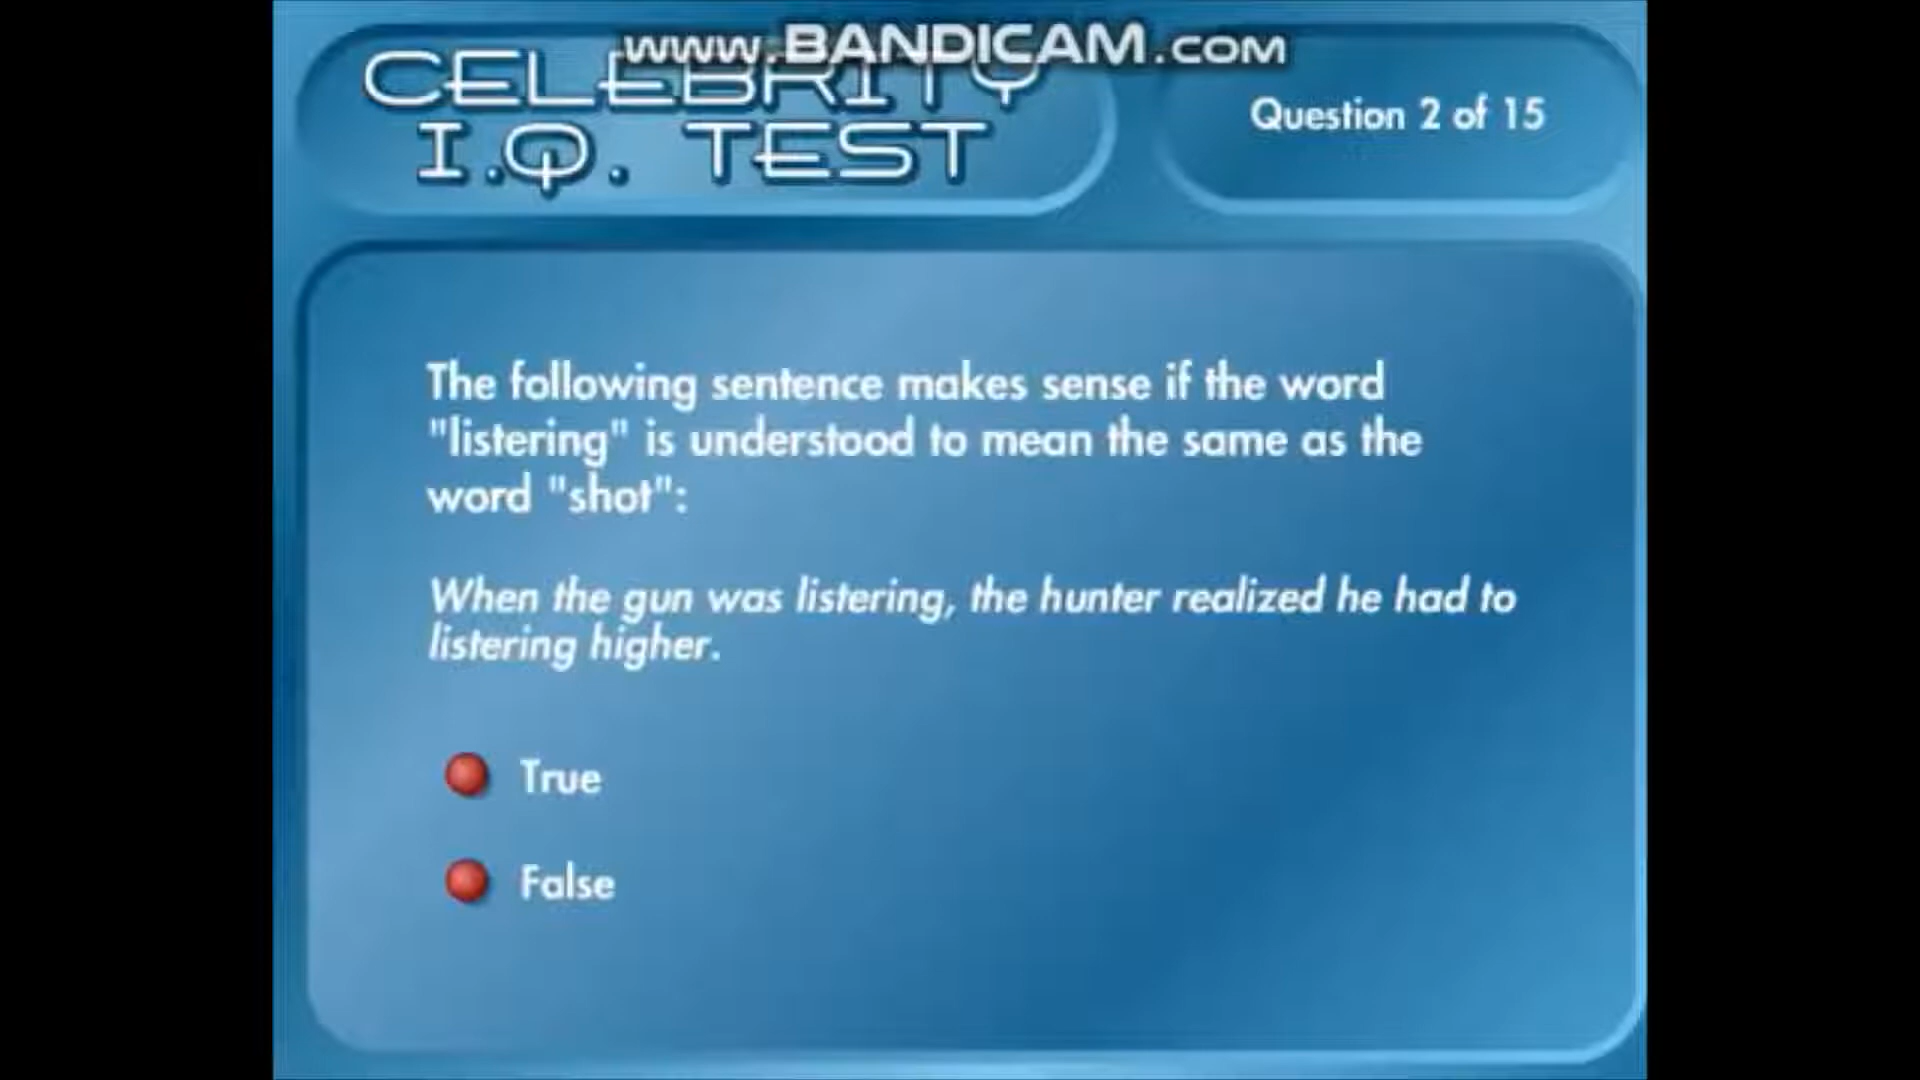 www.BANDICAM.com
CELEBRITY
I.Q. TEST
Question 2 of 15
The following sentence makes sense if the word
"listering" is understood to mean the same as the
word "shot":
When the gun was listering, the hunter realized he had to
listering higher.
True
False